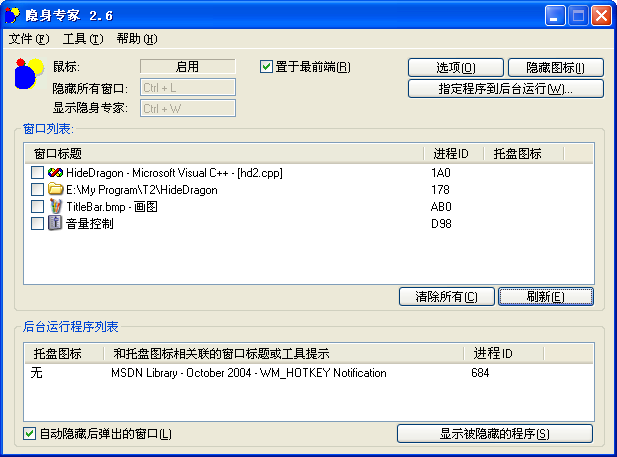 隐身专家 2.6
文件(F) 工具(T) 帮助(H)
鼠标: 启用 置于最前端(R) 选项(O) 隐藏图标(I)
隐藏所有窗口: Ctrl + L 指定程序到后台运行(W)...
显示隐身专家: Ctrl + W
窗口列表:
窗口标题 进程ID 托盘图标
HideDragon - Microsoft Visual C++ - [hd2.cpp] 1A0
E:\My Program\T2\HideDragon 178
TitleBar.bmp - 画图 AB0
音量控制 D98
清除所有(C) 刷新(E)
后台运行程序列表
托盘图标 和托盘图标相关联的窗口标题或工具提示 进程ID
无 MSDN Library - October 2004 - WM_HOTKEY Notification 684
自动隐藏后弹出的窗口(L) 显示被隐藏的程序(S)